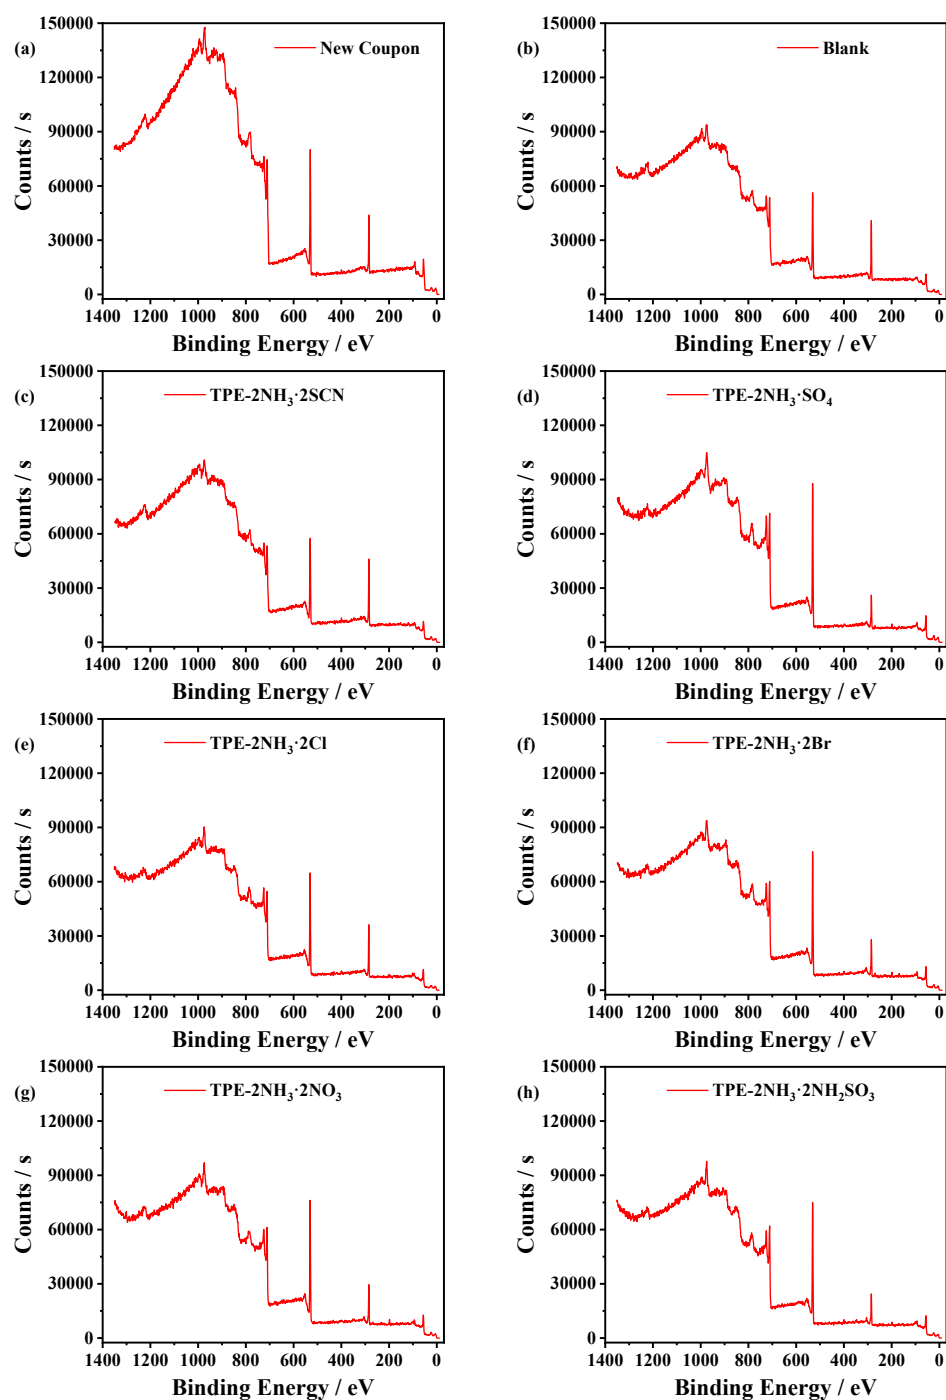 (a)
New Coupon
150000
120000
90000
60000
30000
0
Counts / s
1400 1200 1000 800 600 400 200 0
Binding Energy / eV
(b)
Blank
150000
120000
90000
60000
30000
0
Counts / s
1400 1200 1000 800 600 400 200 0
Binding Energy / eV
(c)
TPE-2NH₃·2SCN
150000
120000
90000
60000
30000
0
Counts / s
1400 1200 1000 800 600 400 200 0
Binding Energy / eV
(d)
TPE-2NH₃·SO₄
150000
120000
90000
60000
30000
0
Counts / s
1400 1200 1000 800 600 400 200 0
Binding Energy / eV
(e)
TPE-2NH₃·2Cl
150000
120000
90000
60000
30000
0
Counts / s
1400 1200 1000 800 600 400 200 0
Binding Energy / eV
(f)
TPE-2NH₃·2Br
150000
120000
90000
60000
30000
0
Counts / s
1400 1200 1000 800 600 400 200 0
Binding Energy / eV
(g)
TPE-2NH₃·2NO₃
150000
120000
90000
60000
30000
0
Counts / s
1400 1200 1000 800 600 400 200 0
Binding Energy / eV
(h)
TPE-2NH₃·2NH₂SO₃
150000
120000
90000
60000
30000
0
Counts / s
1400 1200 1000 800 600 400 200 0
Binding Energy / eV